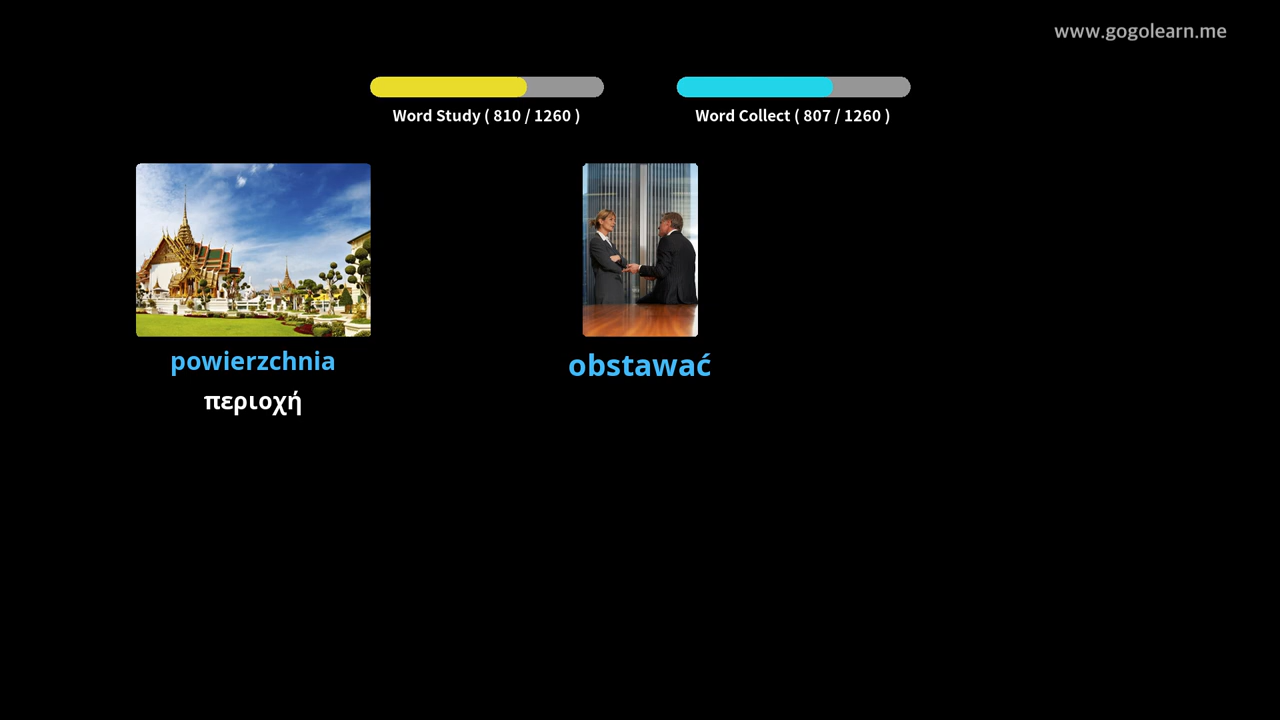 www.gogolearn.me
Word Study ( 810 / 1260 )
Word Collect ( 807 / 1260 )
powierzchnia
περιοχή
obstawać